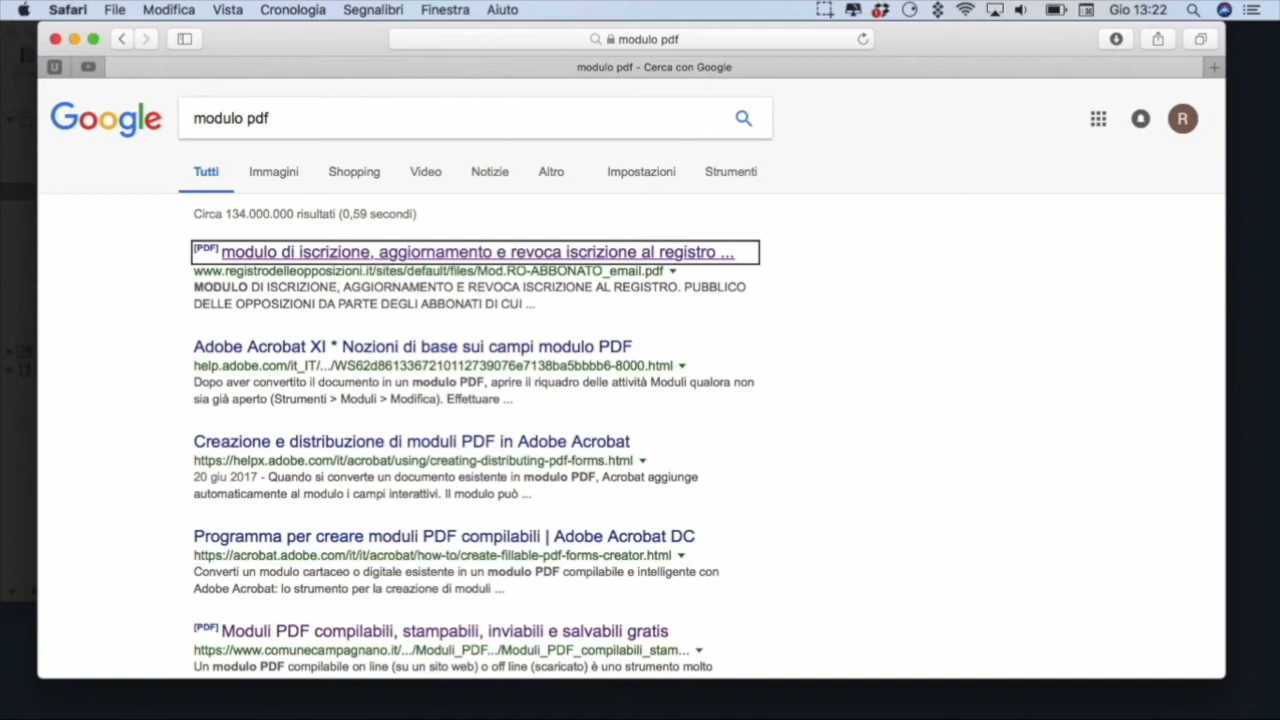 Safari File Modifica Vista Cronologia Segnalibri Finestra Aiuto Gio 13:22
modulo pdf
modulo pdf - Cerca con Google
Google modulo pdf R
Tutti Immagini Shopping Video Notizie Altro Impostazioni Strumenti
Circa 134.000.000 risultati (0,59 secondi)
[PDF] modulo di iscrizione, aggiornamento e revoca iscrizione al registro ...
www.registrodelleopposizioni.it/sites/default/files/Mod.RO-ABBONATO_email.pdf
MODULO DI ISCRIZIONE, AGGIORNAMENTO E REVOCA ISCRIZIONE AL REGISTRO. PUBBLICO
DELLE OPPOSIZIONI DA PARTE DEGLI ABBONATI DI CUI ...
Adobe Acrobat XI * Nozioni di base sui campi modulo PDF
help.adobe.com/it_IT/.../WS62d8613367210112739076e7138ba5bbbb6-8000.html
Dopo aver convertito il documento in un modulo PDF, aprire il riquadro delle attività Moduli qualora non
sia già aperto (Strumenti > Moduli > Modifica). Effettuare ...
Creazione e distribuzione di moduli PDF in Adobe Acrobat
https://helpx.adobe.com/it/acrobat/using/creating-distributing-pdf-forms.html
20 giu 2017 - Quando si converte un documento esistente in modulo PDF, Acrobat aggiunge
automaticamente al modulo i campi interattivi. Il modulo può ...
Programma per creare moduli PDF compilabili | Adobe Acrobat DC
https://acrobat.adobe.com/it/it/acrobat/how-to/create-fillable-pdf-forms-creator.html
Converti un modulo cartaceo o digitale esistente in un modulo PDF compilabile e intelligente con
Adobe Acrobat: lo strumento per la creazione di moduli ...
[PDF] Moduli PDF compilabili, stampabili, inviabili e salvabili gratis
https://www.comunecampagnano.it/.../Moduli_PDF.../Moduli_PDF_compilabili_stam...
Un modulo PDF compilabile on line (su un sito web) o off line (scaricato) è uno strumento molto